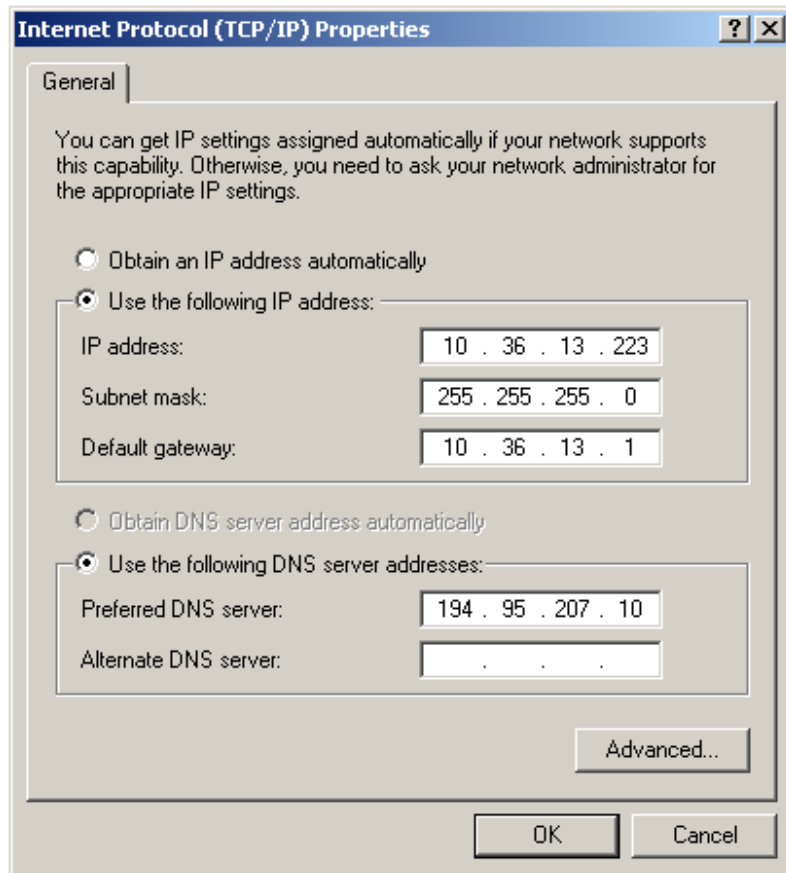 Internet Protocol (TCP/IP) Properties
General
You can get IP settings assigned automatically if your network supports
this capability. Otherwise, you need to ask your network administrator for
the appropriate IP settings.
Obtain an IP address automatically
Use the following IP address:
IP address: 10 . 36 . 13 . 223
Subnet mask: 255 . 255 . 255 . 0
Default gateway: 10 . 36 . 13 . 1
Obtain DNS server address automatically
Use the following DNS server addresses:
Preferred DNS server: 194 . 95 . 207 . 10
Alternate DNS server: . . .
Advanced...
OK Cancel